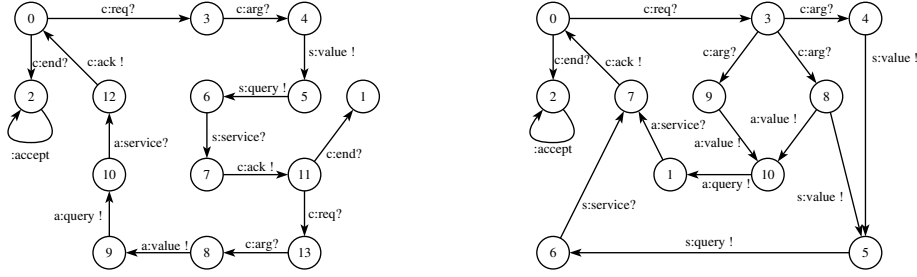 0 c:req? 3 c:arg? 4
c:end? c:ack ! s:value !
2 12 6 s:query ! 5 1
:accept a:service? s:service? c:end?
10 7 c:ack ! 11
a:query ! c:req?
9 a:value ! 8 c:arg? 13
0 c:req? 3 c:arg? 4
c:end? c:ack ! c:arg? c:arg? s:value !
2 7 9 8
:accept a:service? a:value ! a:value !
1 a:query ! 10
s:service? s:value !
6 s:query ! 5